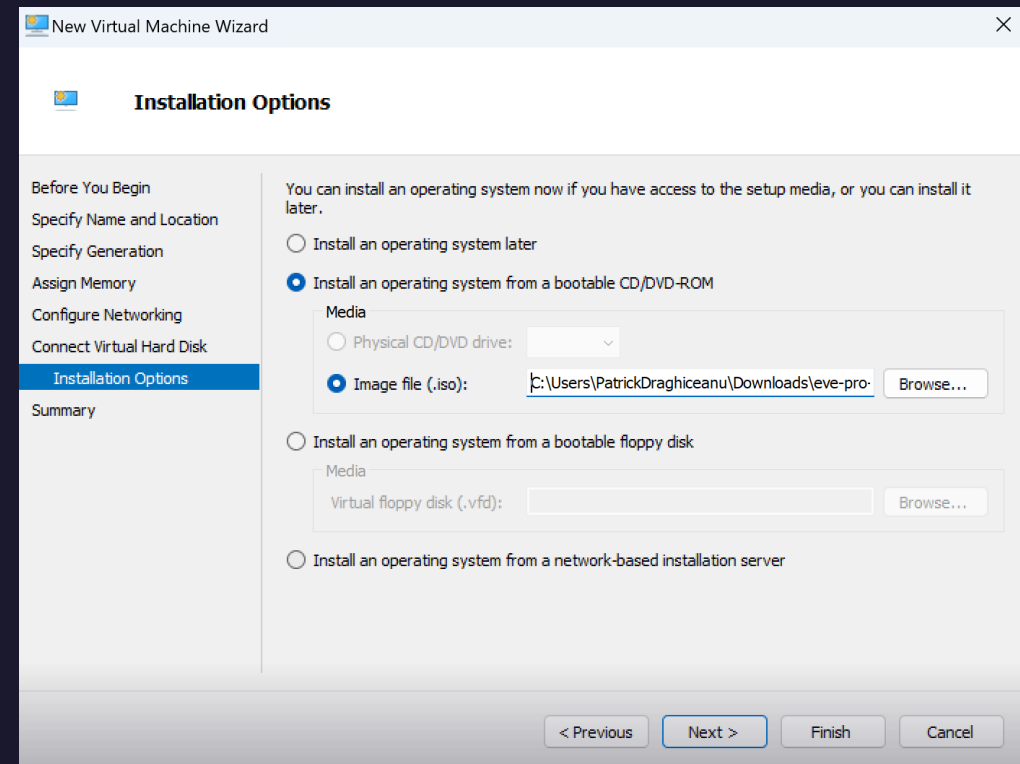 New Virtual Machine Wizard
Installation Options
Before You Begin
Specify Name and Location
Specify Generation
Assign Memory
Configure Networking
Connect Virtual Hard Disk
Installation Options
Summary
You can install an operating system now if you have access to the setup media, or you can install it
later.
Install an operating system later
Install an operating system from a bootable CD/DVD-ROM
Media
Physical CD/DVD drive:
Image file (.iso):
C:\Users\PatrickDraghiceanu\Downloads\eve-pro-
Browse...
Install an operating system from a bootable floppy disk
Media
Virtual floppy disk (.vfd):
Browse...
Install an operating system from a network-based installation server
< Previous
Next >
Finish
Cancel